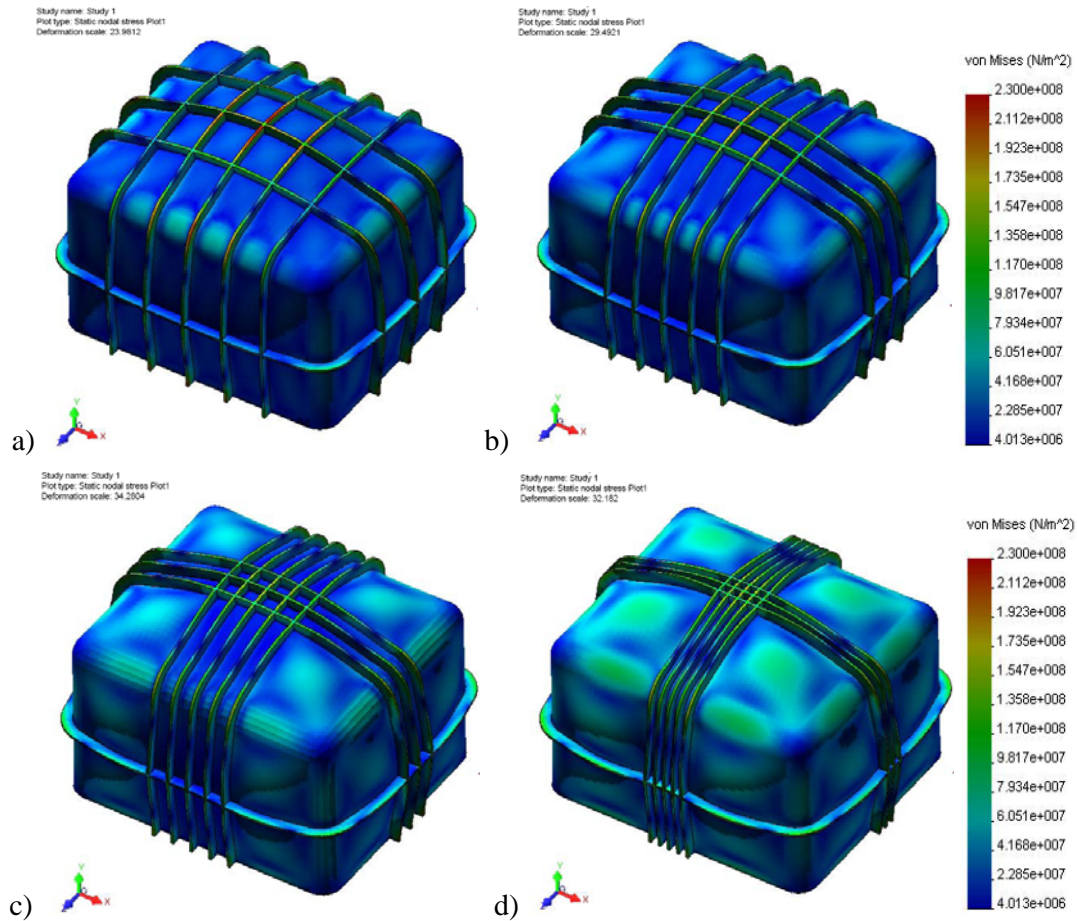 Study name: Study 1
Plot type: Static nodal stress Plot1
Deformation scale: 23.9812
Study name: Study 1
Plot type: Static nodal stress Plot1
Deformation scale: 29.4921
von Mises (N/m^2)
2.300e+008
2.112e+008
1.923e+008
1.735e+008
1.547e+008
1.358e+008
1.170e+008
9.817e+007
7.934e+007
6.051e+007
4.168e+007
2.285e+007
4.013e+006
Y
X
Z
a)
Y
X
Z
b)
Study name: Study 1
Plot type: Static nodal stress Plot1
Deformation scale: 34.2804
Study name: Study 1
Plot type: Static nodal stress Plot1
Deformation scale: 32.182
von Mises (N/m^2)
2.300e+008
2.112e+008
1.923e+008
1.735e+008
1.547e+008
1.358e+008
1.170e+008
9.817e+007
7.934e+007
6.051e+007
4.168e+007
2.285e+007
4.013e+006
Y
X
Z
c)
Y
X
Z
d)